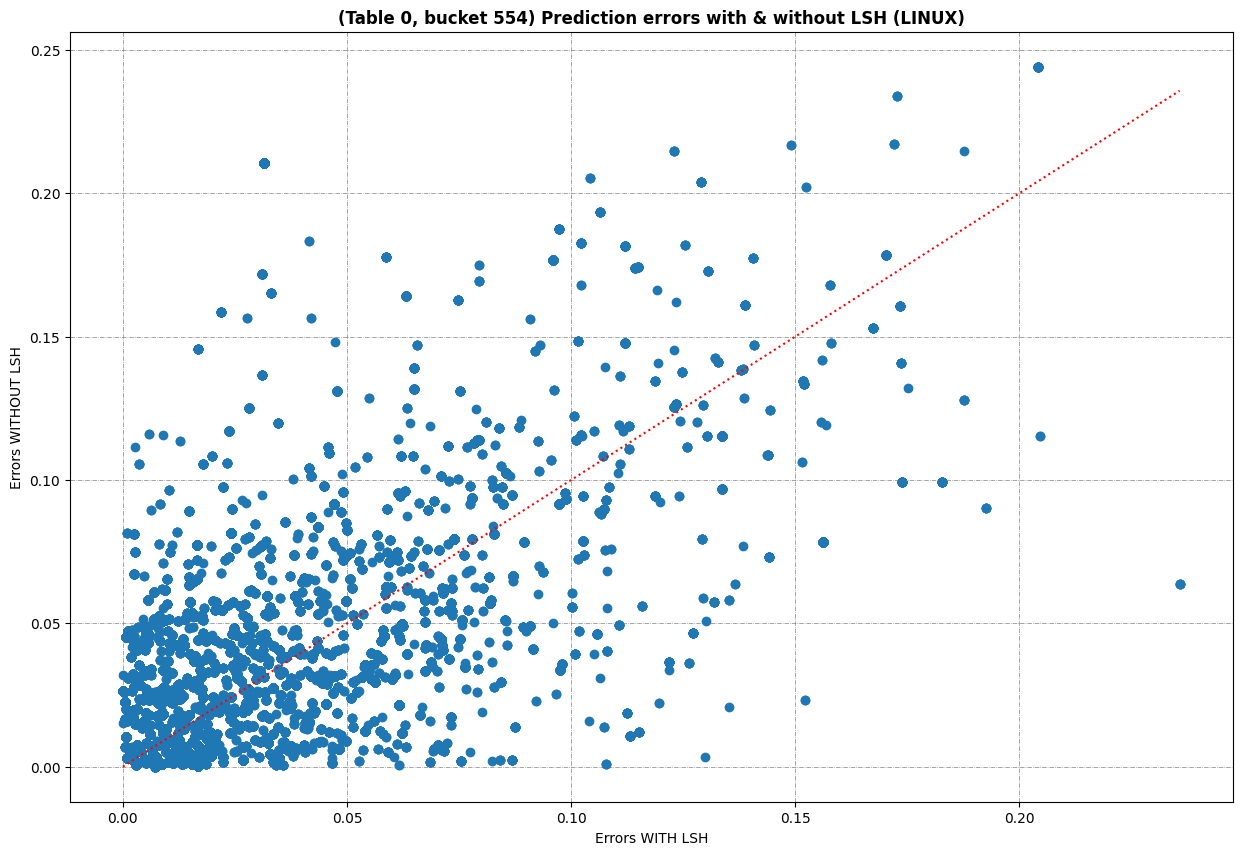 (Table 0, bucket 554) Prediction errors with & without LSH (LINUX)
0.25
0.20
0.15
0.10
0.05
0.00
Errors WITHOUT LSH
0.00 0.05 0.10 0.15 0.20
Errors WITH LSH